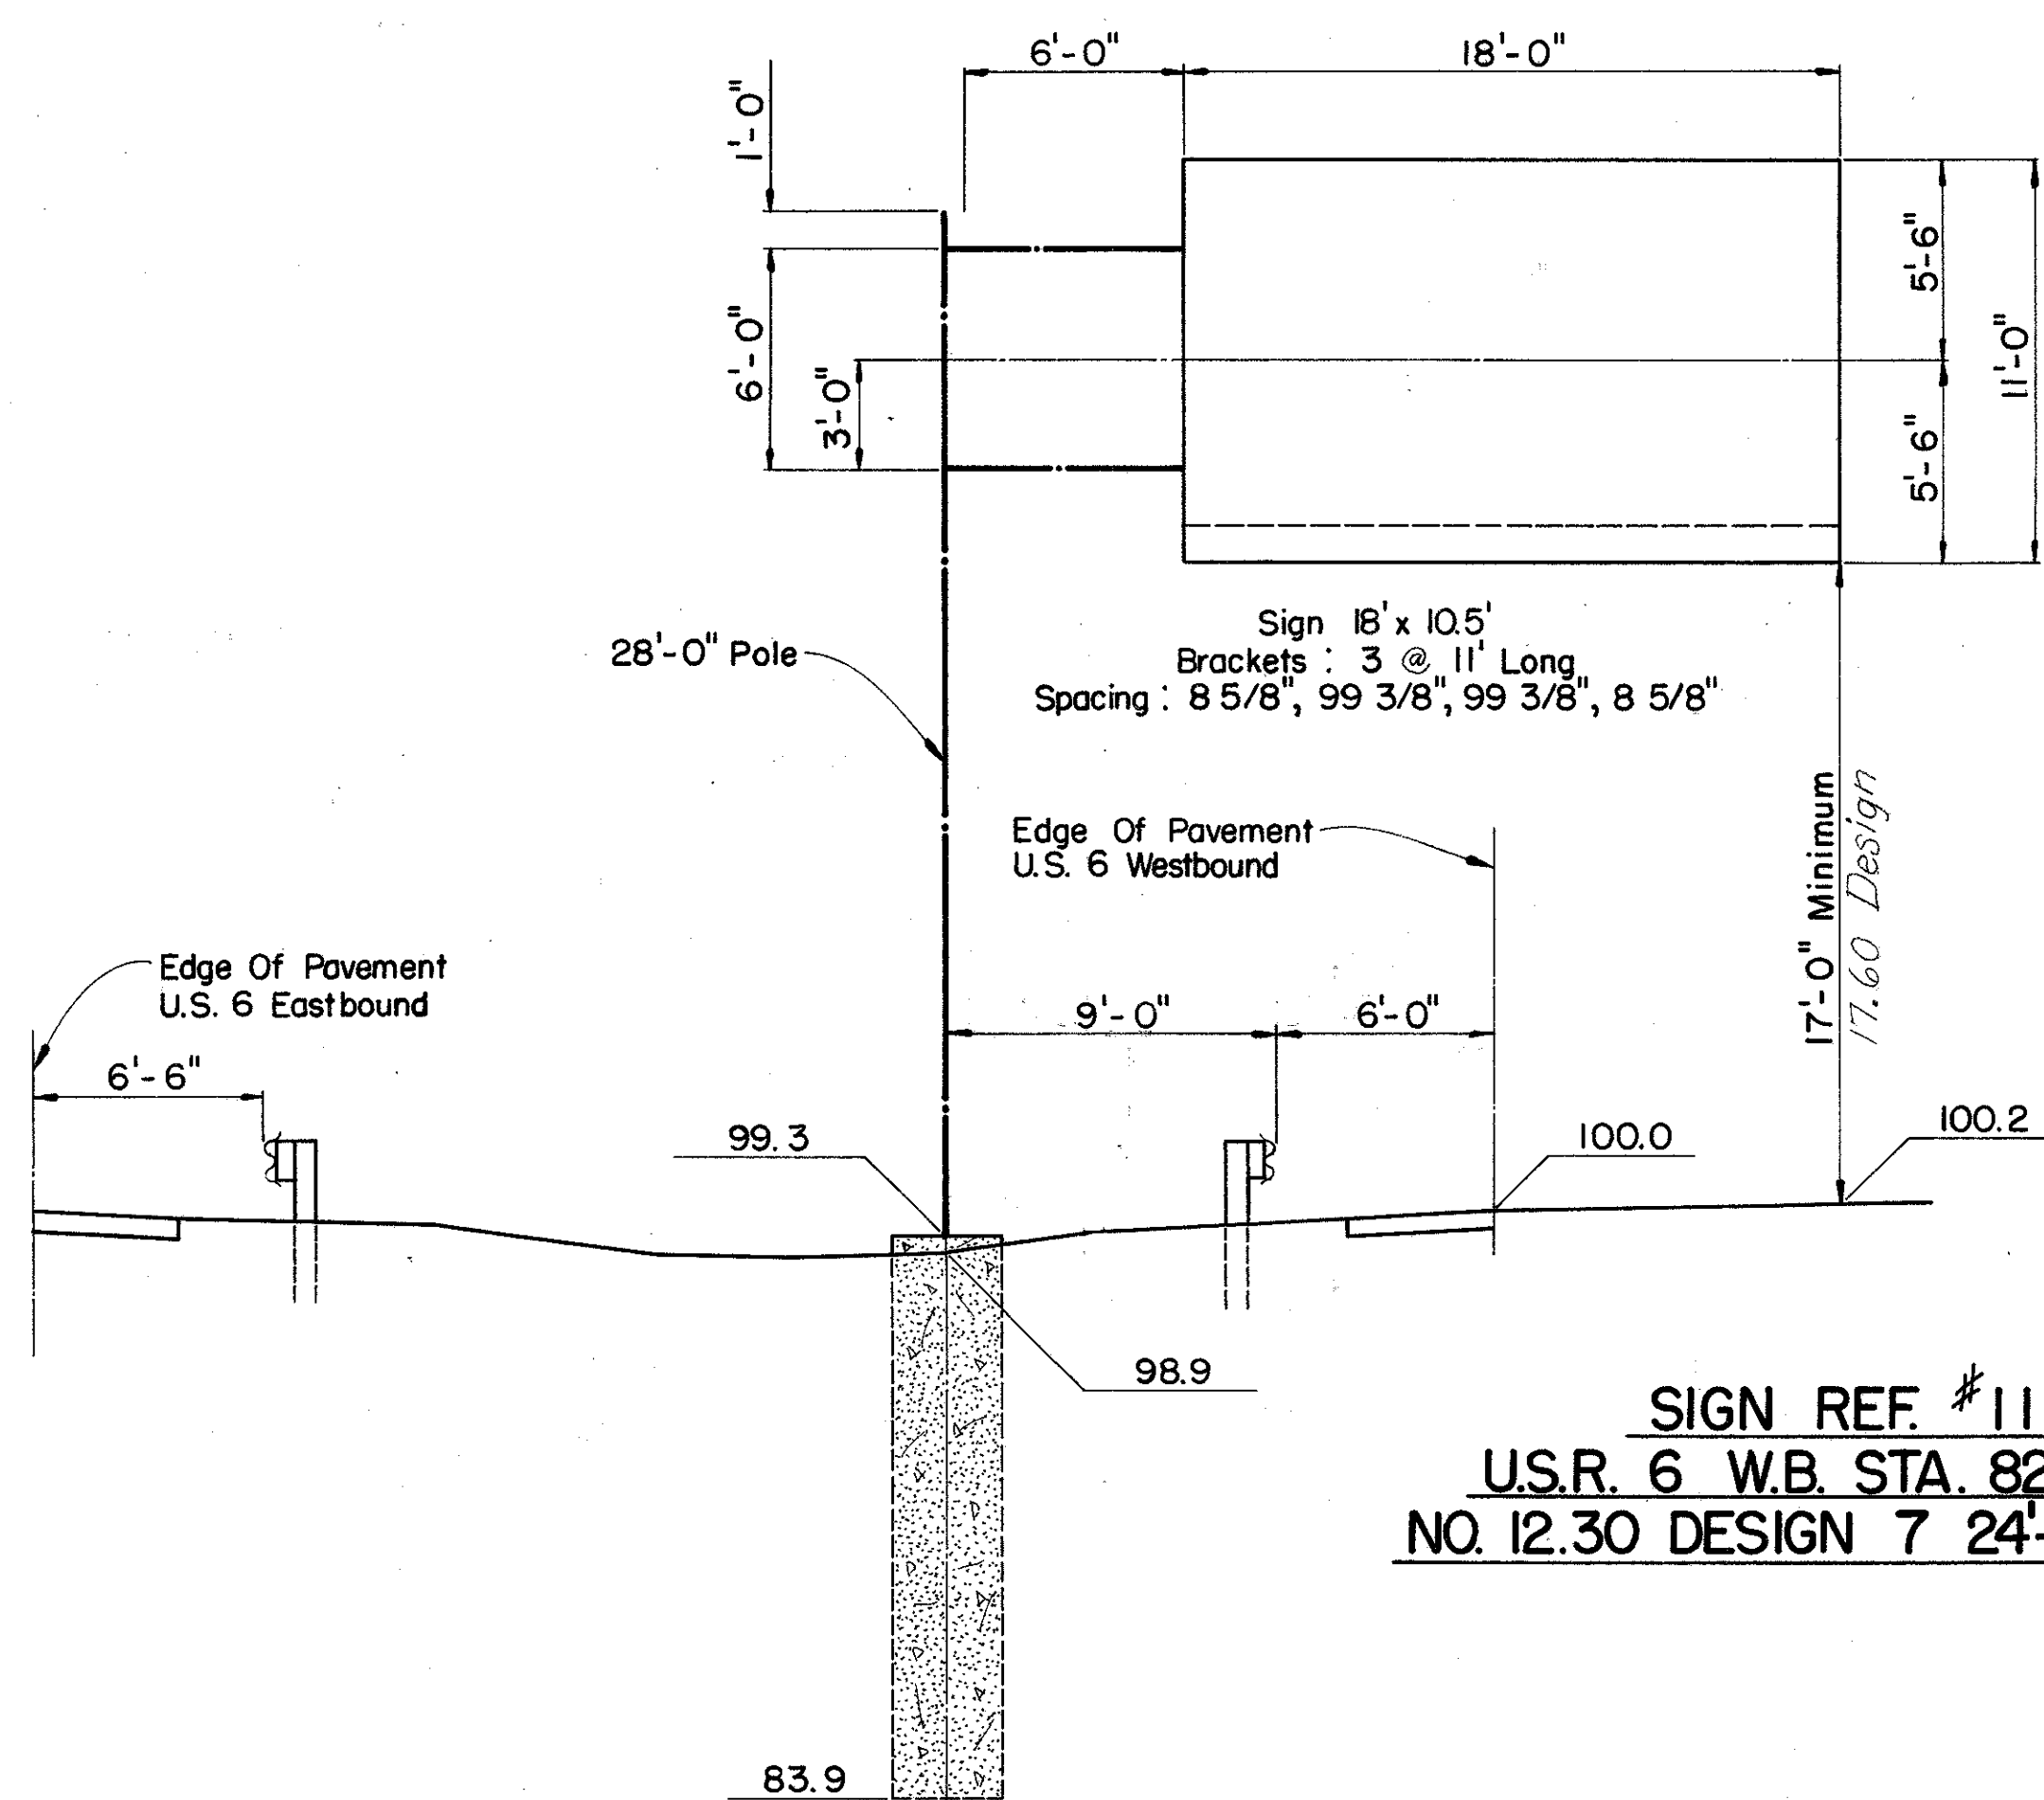 6'-0"
18'-0"
1'-0"
6'-0"
3'-0"
5'-6"
5'-6"
11'-0"
Sign 18' x 10.5'
Brackets : 3 @ 11' Long
Spacing : 8 5/8", 99 3/8", 99 3/8", 8 5/8"
28'-0" Pole
Edge Of Pavement
U.S. 6 Westbound
17'-0" Minimum
17.60 Design
Edge Of Pavement
U.S. 6 Eastbound
9'-0"
6'-0"
6'-6"
99.3
100.0
100.2
98.9
83.9
SIGN REF. #11
U.S.R. 6 W.B. STA. 82
NO. 12.30 DESIGN 7 24'-